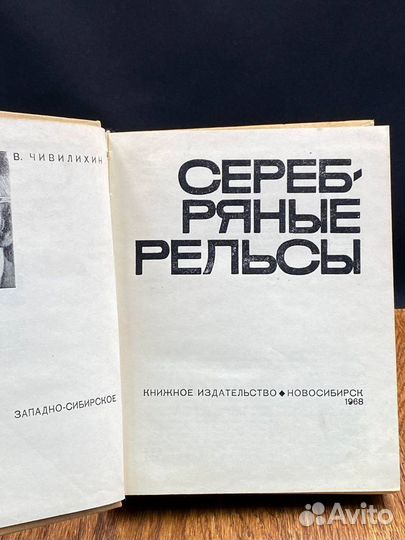 В. ЧИВИЛИХИН
СЕРЕБ-
РЯНЫЕ
РЕЛЬСЫ
ЗАПАДНО-СИБИРСКОЕ
КНИЖНОЕ ИЗДАТЕЛЬСТВО ◆ НОВОСИБИРСК
1968
Avito